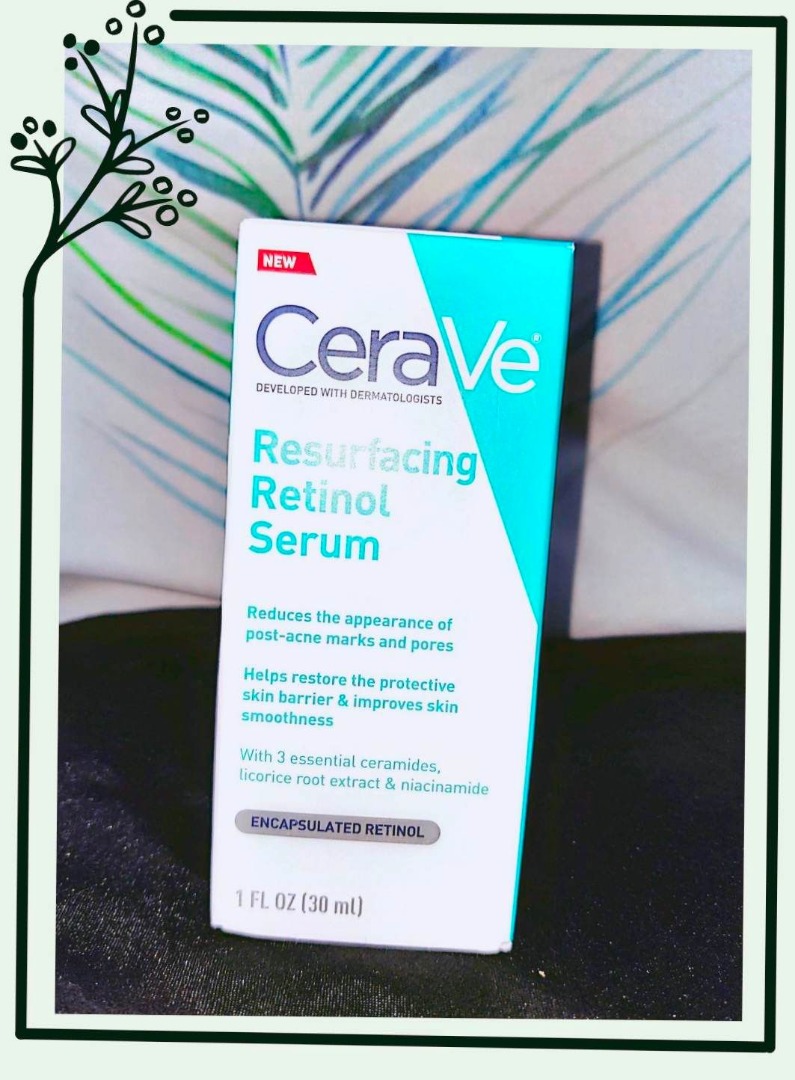 NEW
CeraVe®
DEVELOPED WITH DERMATOLOGISTS
Resurfacing
Retinol
Serum
Reduces the appearance of
post-acne marks and pores
Helps restore the protective
skin barrier & improves skin
smoothness
With 3 essential ceramides,
licorice root extract & niacinamide
ENCAPSULATED RETINOL
1 FL OZ (30 ml)